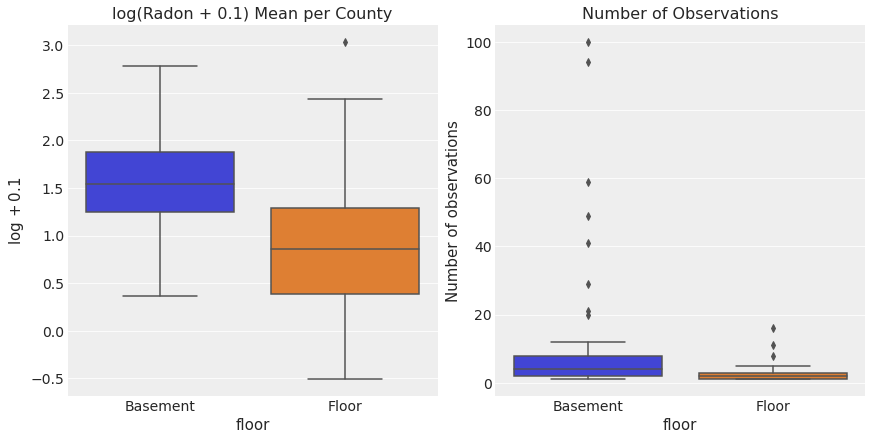 log(Radon + 0.1) Mean per County
3.0
2.5
2.0
1.5
1.0
0.5
0.0
−0.5
log + 0.1
Basement
Floor
floor
Number of Observations
100
80
60
40
20
0
Number of observations
Basement
Floor
floor